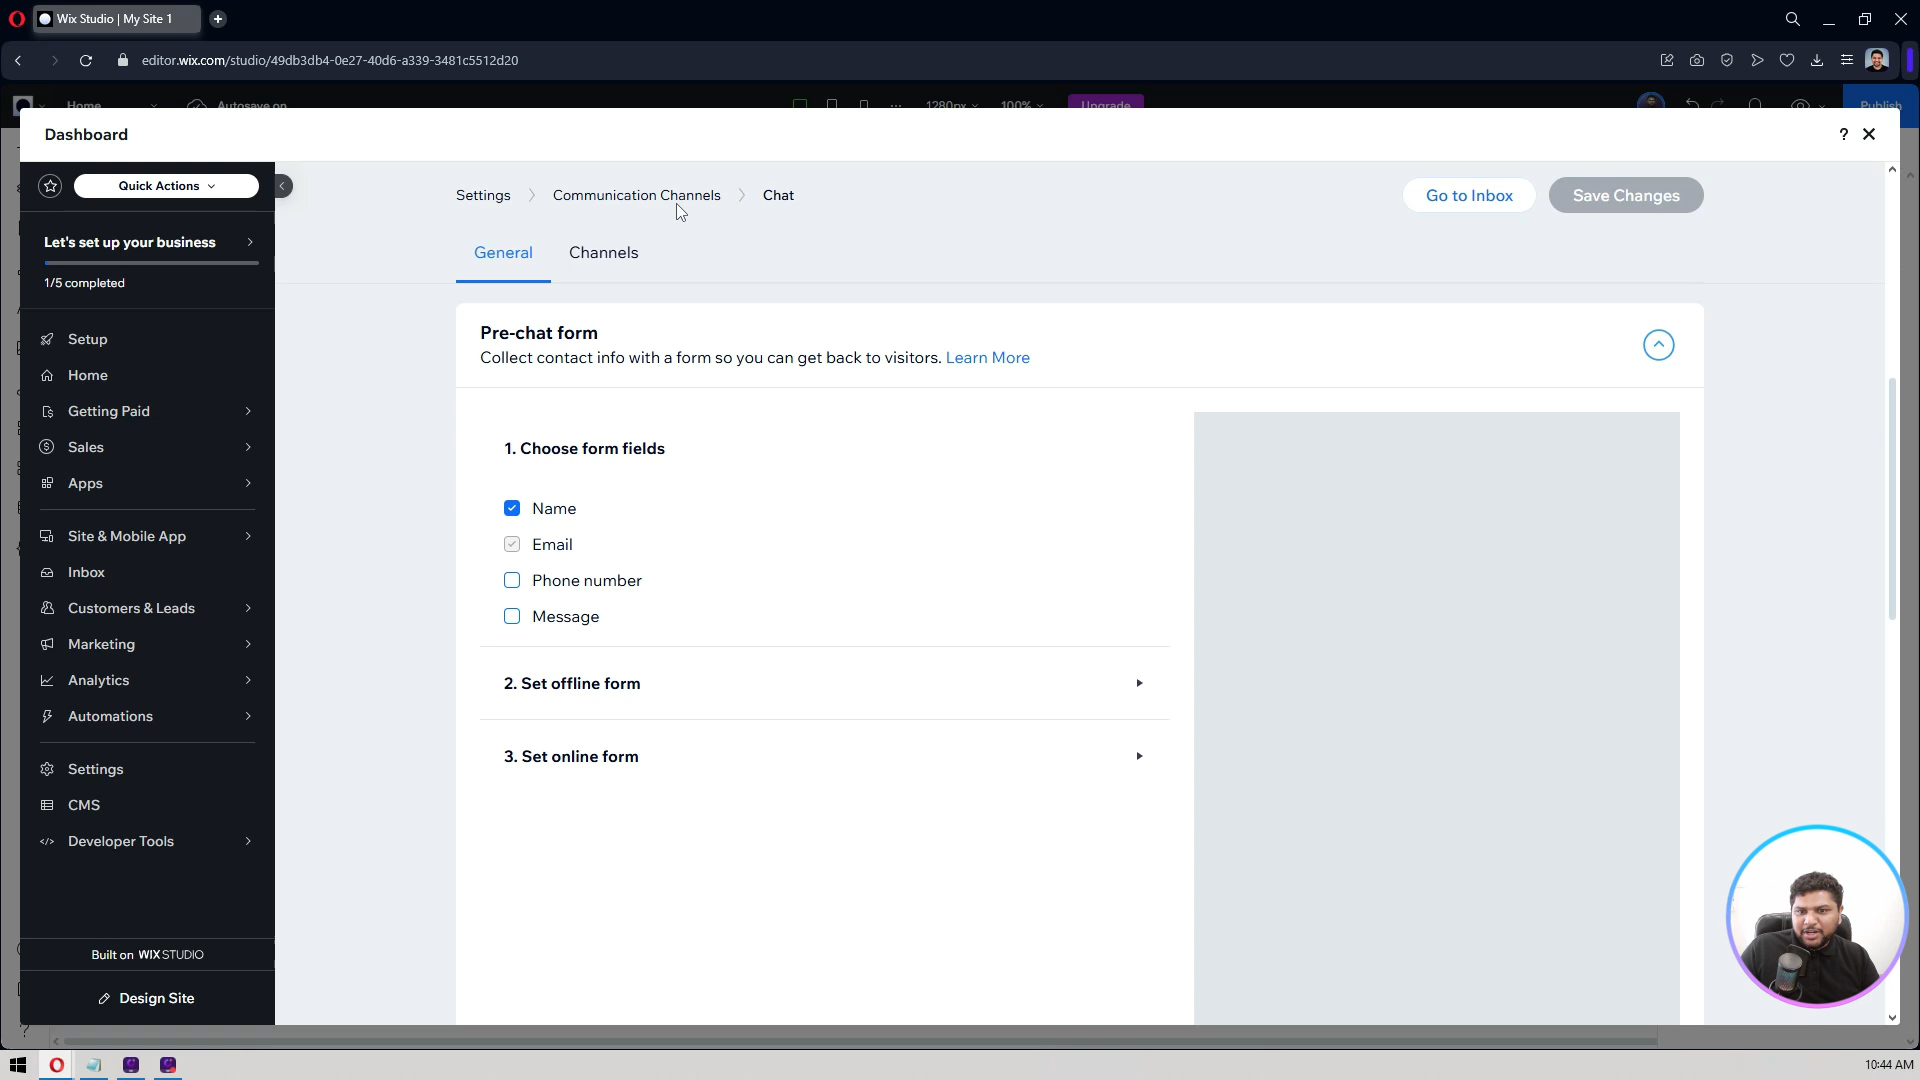 Wix Studio | My Site 1
editor.wix.com/studio/49db3db4-0e27-40d6-a339-3481c5512d20
Home
Autosave on
1280px
100%
Upgrade
Publish
Dashboard
?
Quick Actions
Settings
Communication Channels
Chat
Go to Inbox
Save Changes
Let's set up your business
1/5 completed
General
Channels
Pre-chat form
Collect contact info with a form so you can get back to visitors. Learn More
Setup
Home
Getting Paid
Sales
Apps
Site & Mobile App
Inbox
Customers & Leads
Marketing
Analytics
Automations
Settings
CMS
Developer Tools
1. Choose form fields
Name
Email
Phone number
Message
2. Set offline form
3. Set online form
Built on WIX STUDIO
Design Site
10:44 AM